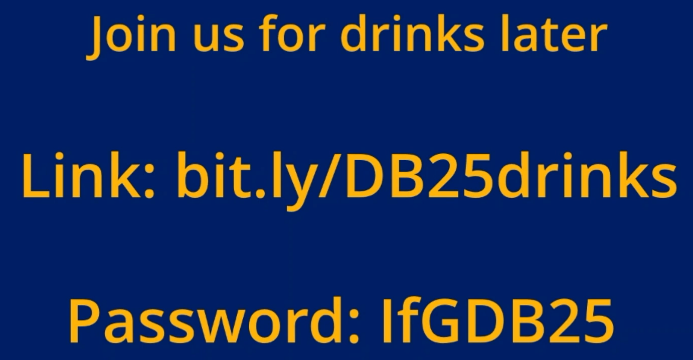 Join us for drinks later
Link: bit.ly/DB25drinks
Password: IfGDB25